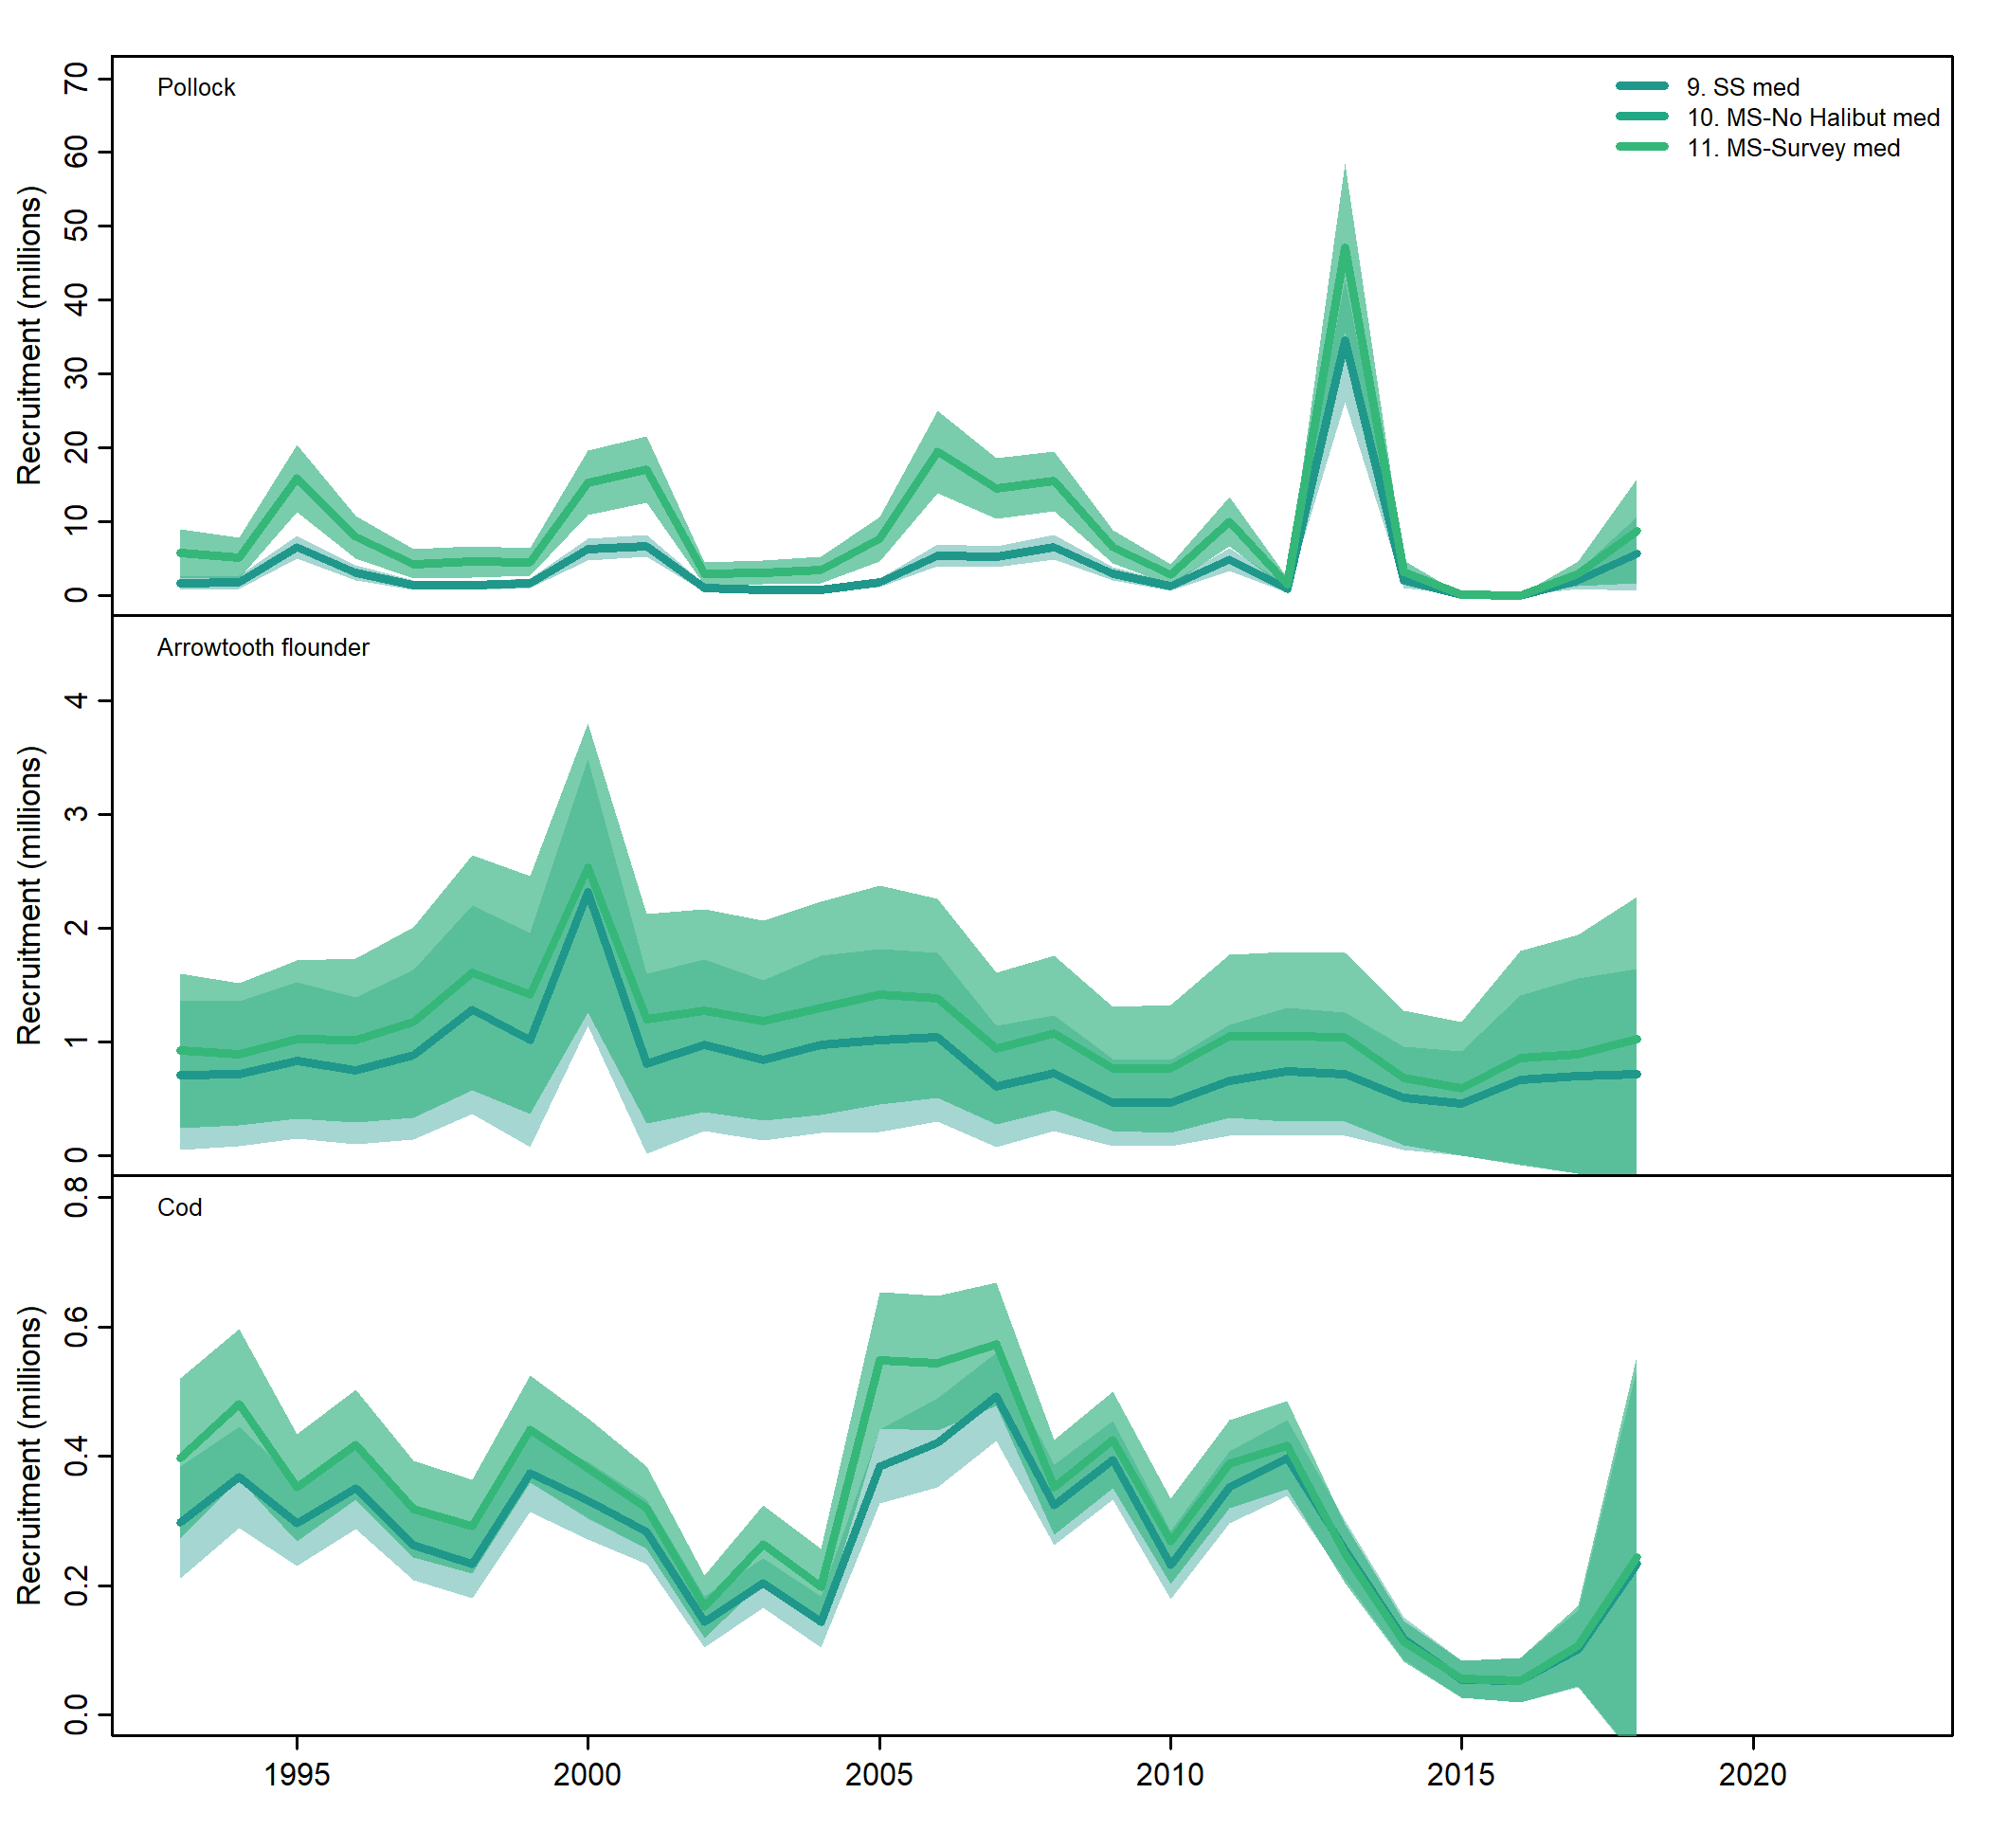 Pollock
9. SS med
10. MS-No Halibut med
11. MS-Survey med
Recruitment (millions)
70
60
50
40
30
20
10
0
Arrowtooth flounder
Recruitment (millions)
4
3
2
1
0
Cod
Recruitment (millions)
0.8
0.6
0.4
0.2
0.0
1995 2000 2005 2010 2015 2020